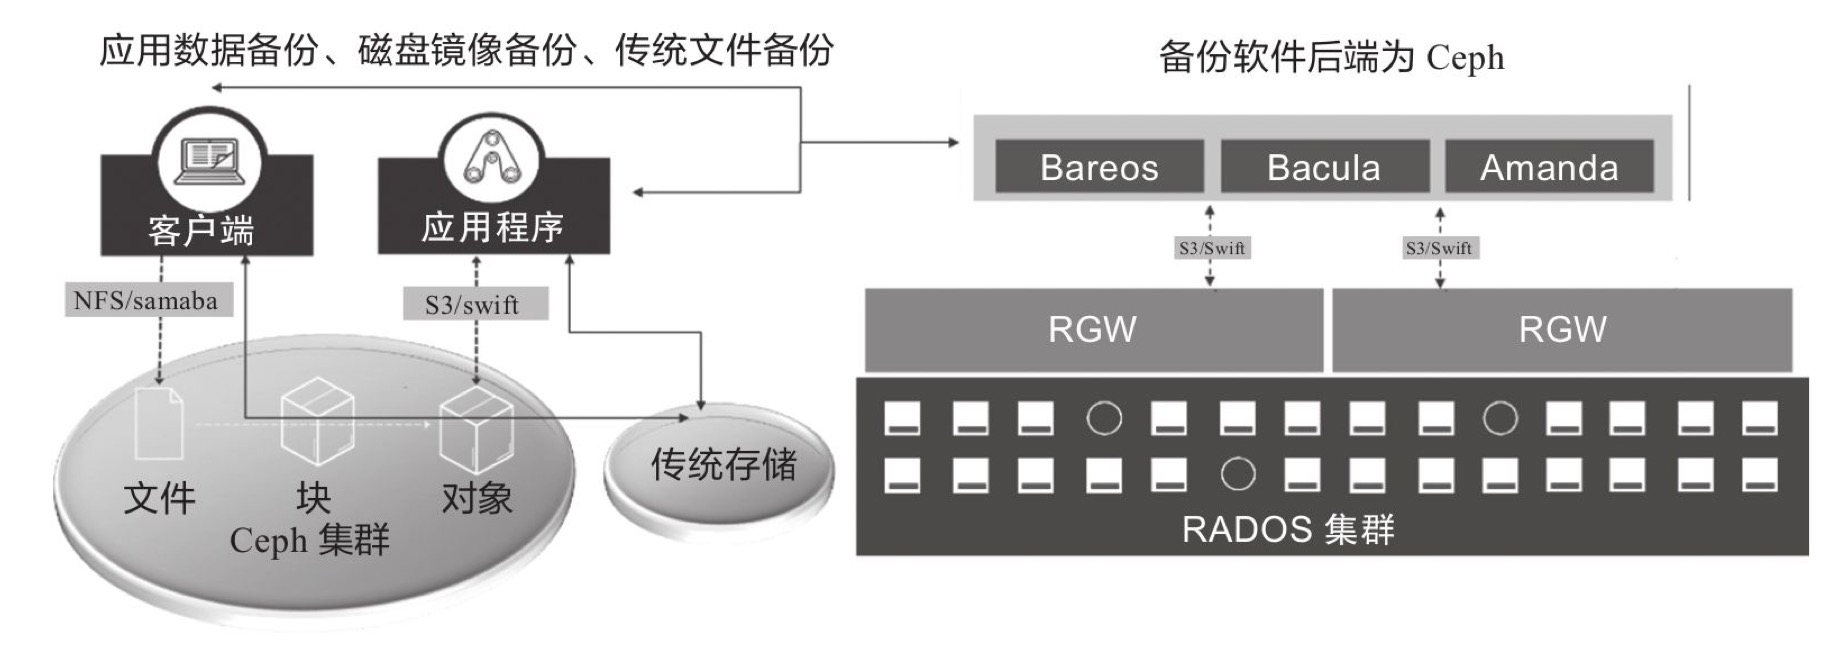 应用数据备份、磁盘镜像备份、传统文件备份
备份软件后端为 Ceph
客户端
应用程序
Bareos
Bacula
Amanda
NFS/samaba
S3/swift
S3/Swift
S3/Swift
RGW
RGW
文件
块
对象
Ceph 集群
传统存储
RADOS 集群